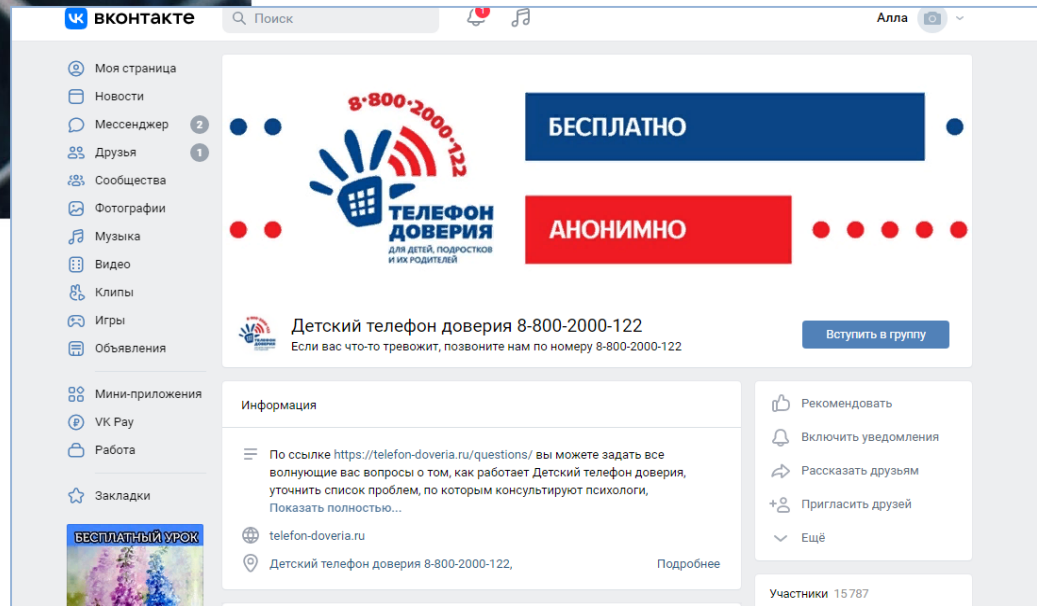 вконтакте
Поиск
1
Алла
Моя страница
Новости
Мессенджер 2
Друзья 1
Сообщества
Фотографии
Музыка
Видео
Клипы
Игры
Объявления
Мини-приложения
VK Pay
Работа
Закладки
БЕСПЛАТНЫЙ УРОК
8-800-2000-122
ТЕЛЕФОН
ДОВЕРИЯ
ДЛЯ ДЕТЕЙ, ПОДРОСТКОВ
И ИХ РОДИТЕЛЕЙ
БЕСПЛАТНО
АНОНИМНО
Детский телефон доверия 8-800-2000-122
Если вас что-то тревожит, позвоните нам по номеру 8-800-2000-122
Вступить в группу
Информация
По ссылке https://telefon-doveria.ru/questions/ вы можете задать все
волнующие вас вопросы о том, как работает Детский телефон доверия,
уточнить список проблем, по которым консультируют психологи,
Показать полностью...
telefon-doveria.ru
Детский телефон доверия 8-800-2000-122,
Подробнее
Рекомендовать
Включить уведомления
Рассказать друзьям
Пригласить друзей
Ещё
Участники 15 787